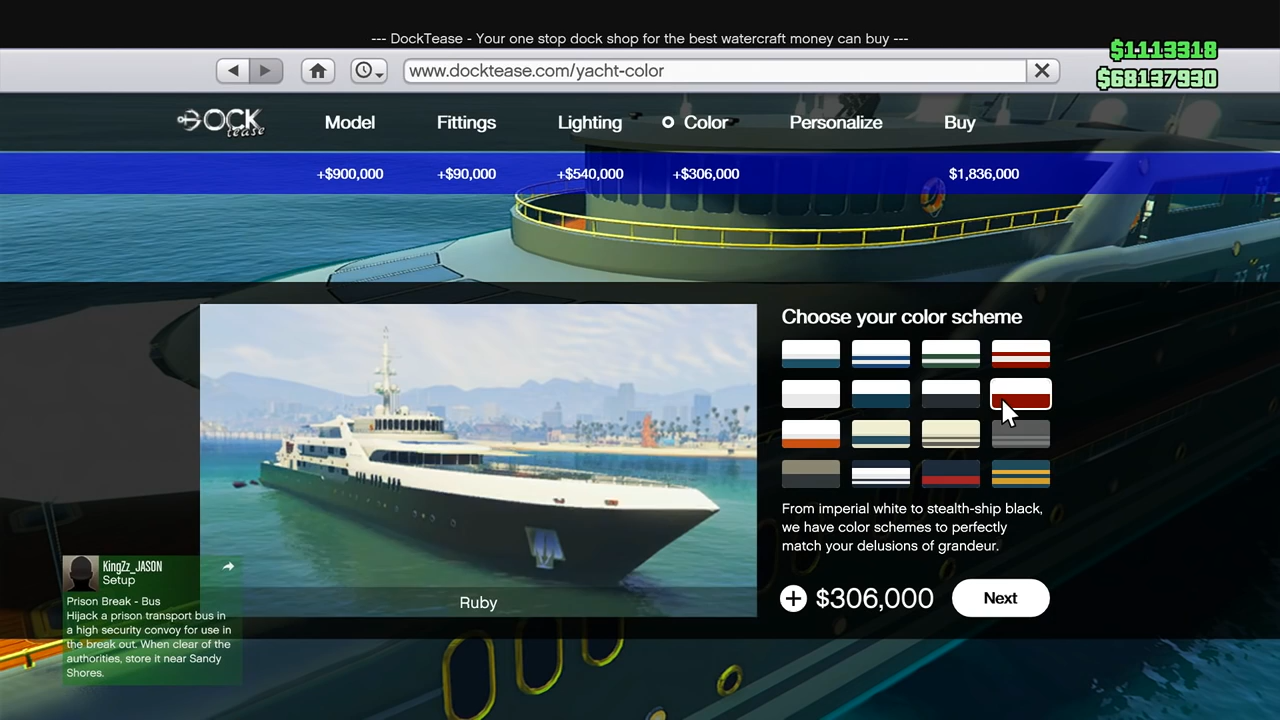 --- DockTease - Your one stop dock shop for the best watercraft money can buy ---
$1113318
www.docktease.com/yacht-color
$68137930
DOCK
tease
Model
Fittings
Lighting
Color
Personalize
Buy
+$900,000
+$90,000
+$540,000
+$306,000
$1,836,000
Choose your color scheme
From imperial white to stealth-ship black,
we have color schemes to perfectly
match your delusions of grandeur.
Ruby
$306,000
Next
KingZz_JASON
Setup
Prison Break - Bus
Hijack a prison transport bus in
a high security convoy for use in
the break out. When clear of the
authorities, store it near Sandy
Shores.